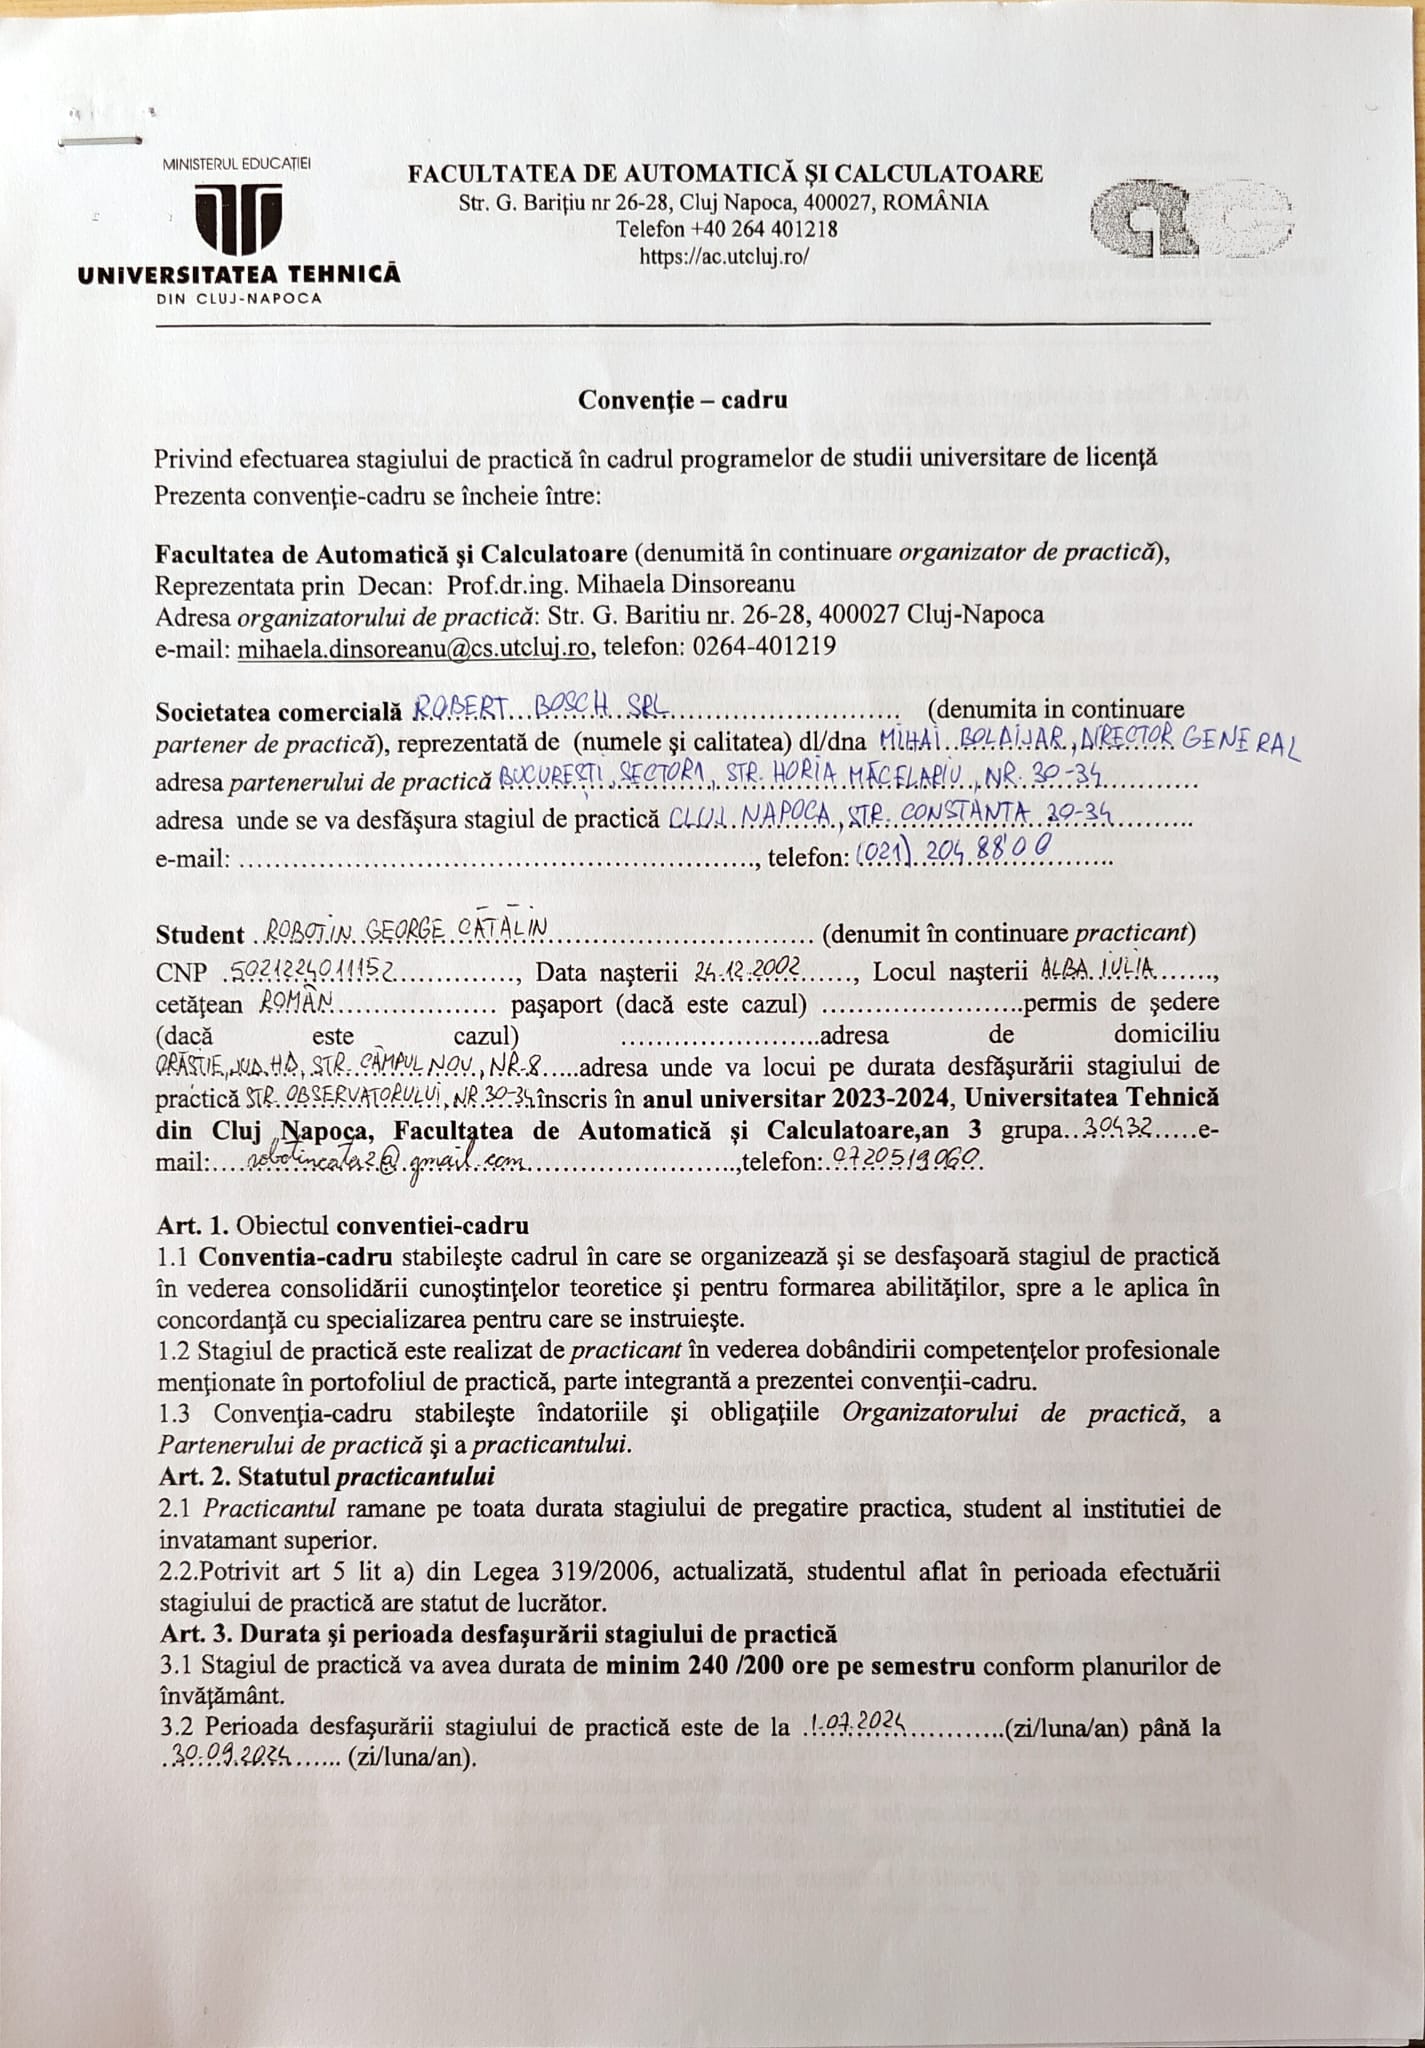 MINISTERUL EDUCAȚIEI
UNIVERSITATEA TEHNICĂ
DIN CLUJ-NAPOCA
FACULTATEA DE AUTOMATICĂ ȘI CALCULATOARE
Str. G. Barițiu nr 26-28, Cluj Napoca, 400027, ROMÂNIA
Telefon +40 264 401218
https://ac.utcluj.ro/
Convenţie – cadru
Privind efectuarea stagiului de practică în cadrul programelor de studii universitare de licenţă
Prezenta convenţie-cadru se încheie între:
Facultatea de Automatică şi Calculatoare (denumită în continuare organizator de practică),
Reprezentata prin Decan: Prof.dr.ing. Mihaela Dinsoreanu
Adresa organizatorului de practică: Str. G. Baritiu nr. 26-28, 400027 Cluj-Napoca
e-mail: mihaela.dinsoreanu@cs.utcluj.ro, telefon: 0264-401219
Societatea comercială ROBERT BOSCH SRL (denumita in continuare
partener de practică), reprezentată de (numele şi calitatea) dl/dna MIHAI BOLDIJAR, DIRECTOR GENERAL
adresa partenerului de practică BUCUREȘTI, SECTOR 1, STR. HORIA MĂCELARIU, NR. 30-34
adresa unde se va desfăşura stagiul de practică CLUJ NAPOCA, STR. CONSTANTA 30-34
e-mail: ..............., telefon: (021) 204 8800
Student ROBOTIN GEORGE CĂTĂLIN (denumit în continuare practicant)
CNP 5021224011152, Data naşterii 24.12.2002, Locul naşterii ALBA IULIA,
cetăţean ROMÂN paşaport (dacă este cazul) ...............permis de şedere
(dacă este cazul) ...............adresa de domiciliu
ORĂȘTIE, JUD. HD, STR. CÂMPUL NOU, NR. 8.....adresa unde va locui pe durata desfăşurării stagiului de
practică STR. OBSERVATORULUI, NR. 30-34 înscris în anul universitar 2023-2024, Universitatea Tehnică
din Cluj Napoca, Facultatea de Automatică şi Calculatoare,an 3 grupa...30432.....e-
mail:....robotincata2@gmail.com...............,telefon: 0720519060.
Art. 1. Obiectul conventiei-cadru
1.1 Conventia-cadru stabileşte cadrul în care se organizează şi se desfaşoară stagiul de practică
în vederea consolidării cunoştinţelor teoretice şi pentru formarea abilităţilor, spre a le aplica în
concordanţă cu specializarea pentru care se instruieşte.
1.2 Stagiul de practică este realizat de practicant în vederea dobândirii competenţelor profesionale
menţionate în portofoliul de practică, parte integrantă a prezentei convenţii-cadru.
1.3 Convenţia-cadru stabileşte îndatoriile şi obligaţiile Organizatorului de practică, a
Partenerului de practică şi a practicantului.
Art. 2. Statutul practicantului
2.1 Practicantul ramane pe toata durata stagiului de pregatire practica, student al institutiei de
invatamant superior.
2.2.Potrivit art 5 lit a) din Legea 319/2006, actualizată, studentul aflat în perioada efectuării
stagiului de practică are statut de lucrător.
Art. 3. Durata şi perioada desfaşurării stagiului de practică
3.1 Stagiul de practică va avea durata de minim 240 /200 ore pe semestru conform planurilor de
învăţământ.
3.2 Perioada desfaşurării stagiului de practică este de la 1.07.2024...........(zi/luna/an) până la
30.09.2024...... (zi/luna/an).